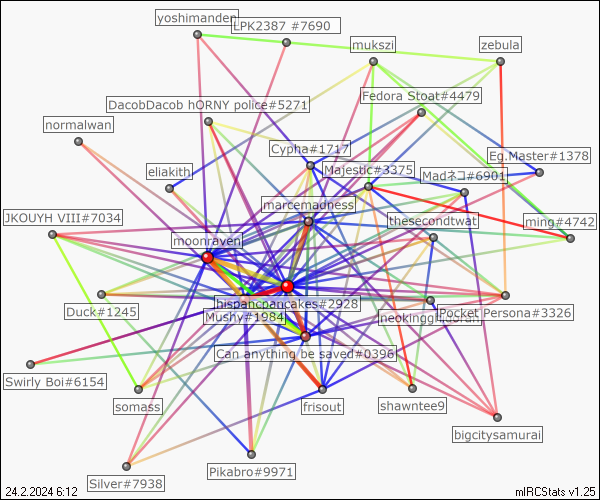 yoshimanden
LPK2387 #7690
mukszi
zebula
Fedora Stoat#4479
DacobDacob hORNY police#5271
normalwan
Cypha#1717
Eg.Master#1378
Majestic#3375
eliakith
Madネコ#6901
marcemadness
JKOUYH VIII#7034
thesecondtwat
ming#4742
moonraven
hispancpancakes#2928
Duck#1245
Mushy#1984
neokingghidorah
Pocket Persona#3326
Can anything be saved#0396
Swirly Boi#6154
somass
frisout
shawntee9
bigcitysamurai
Pikabro#9971
Silver#7938
24.2.2024 6:12
mIRCStats v1.25